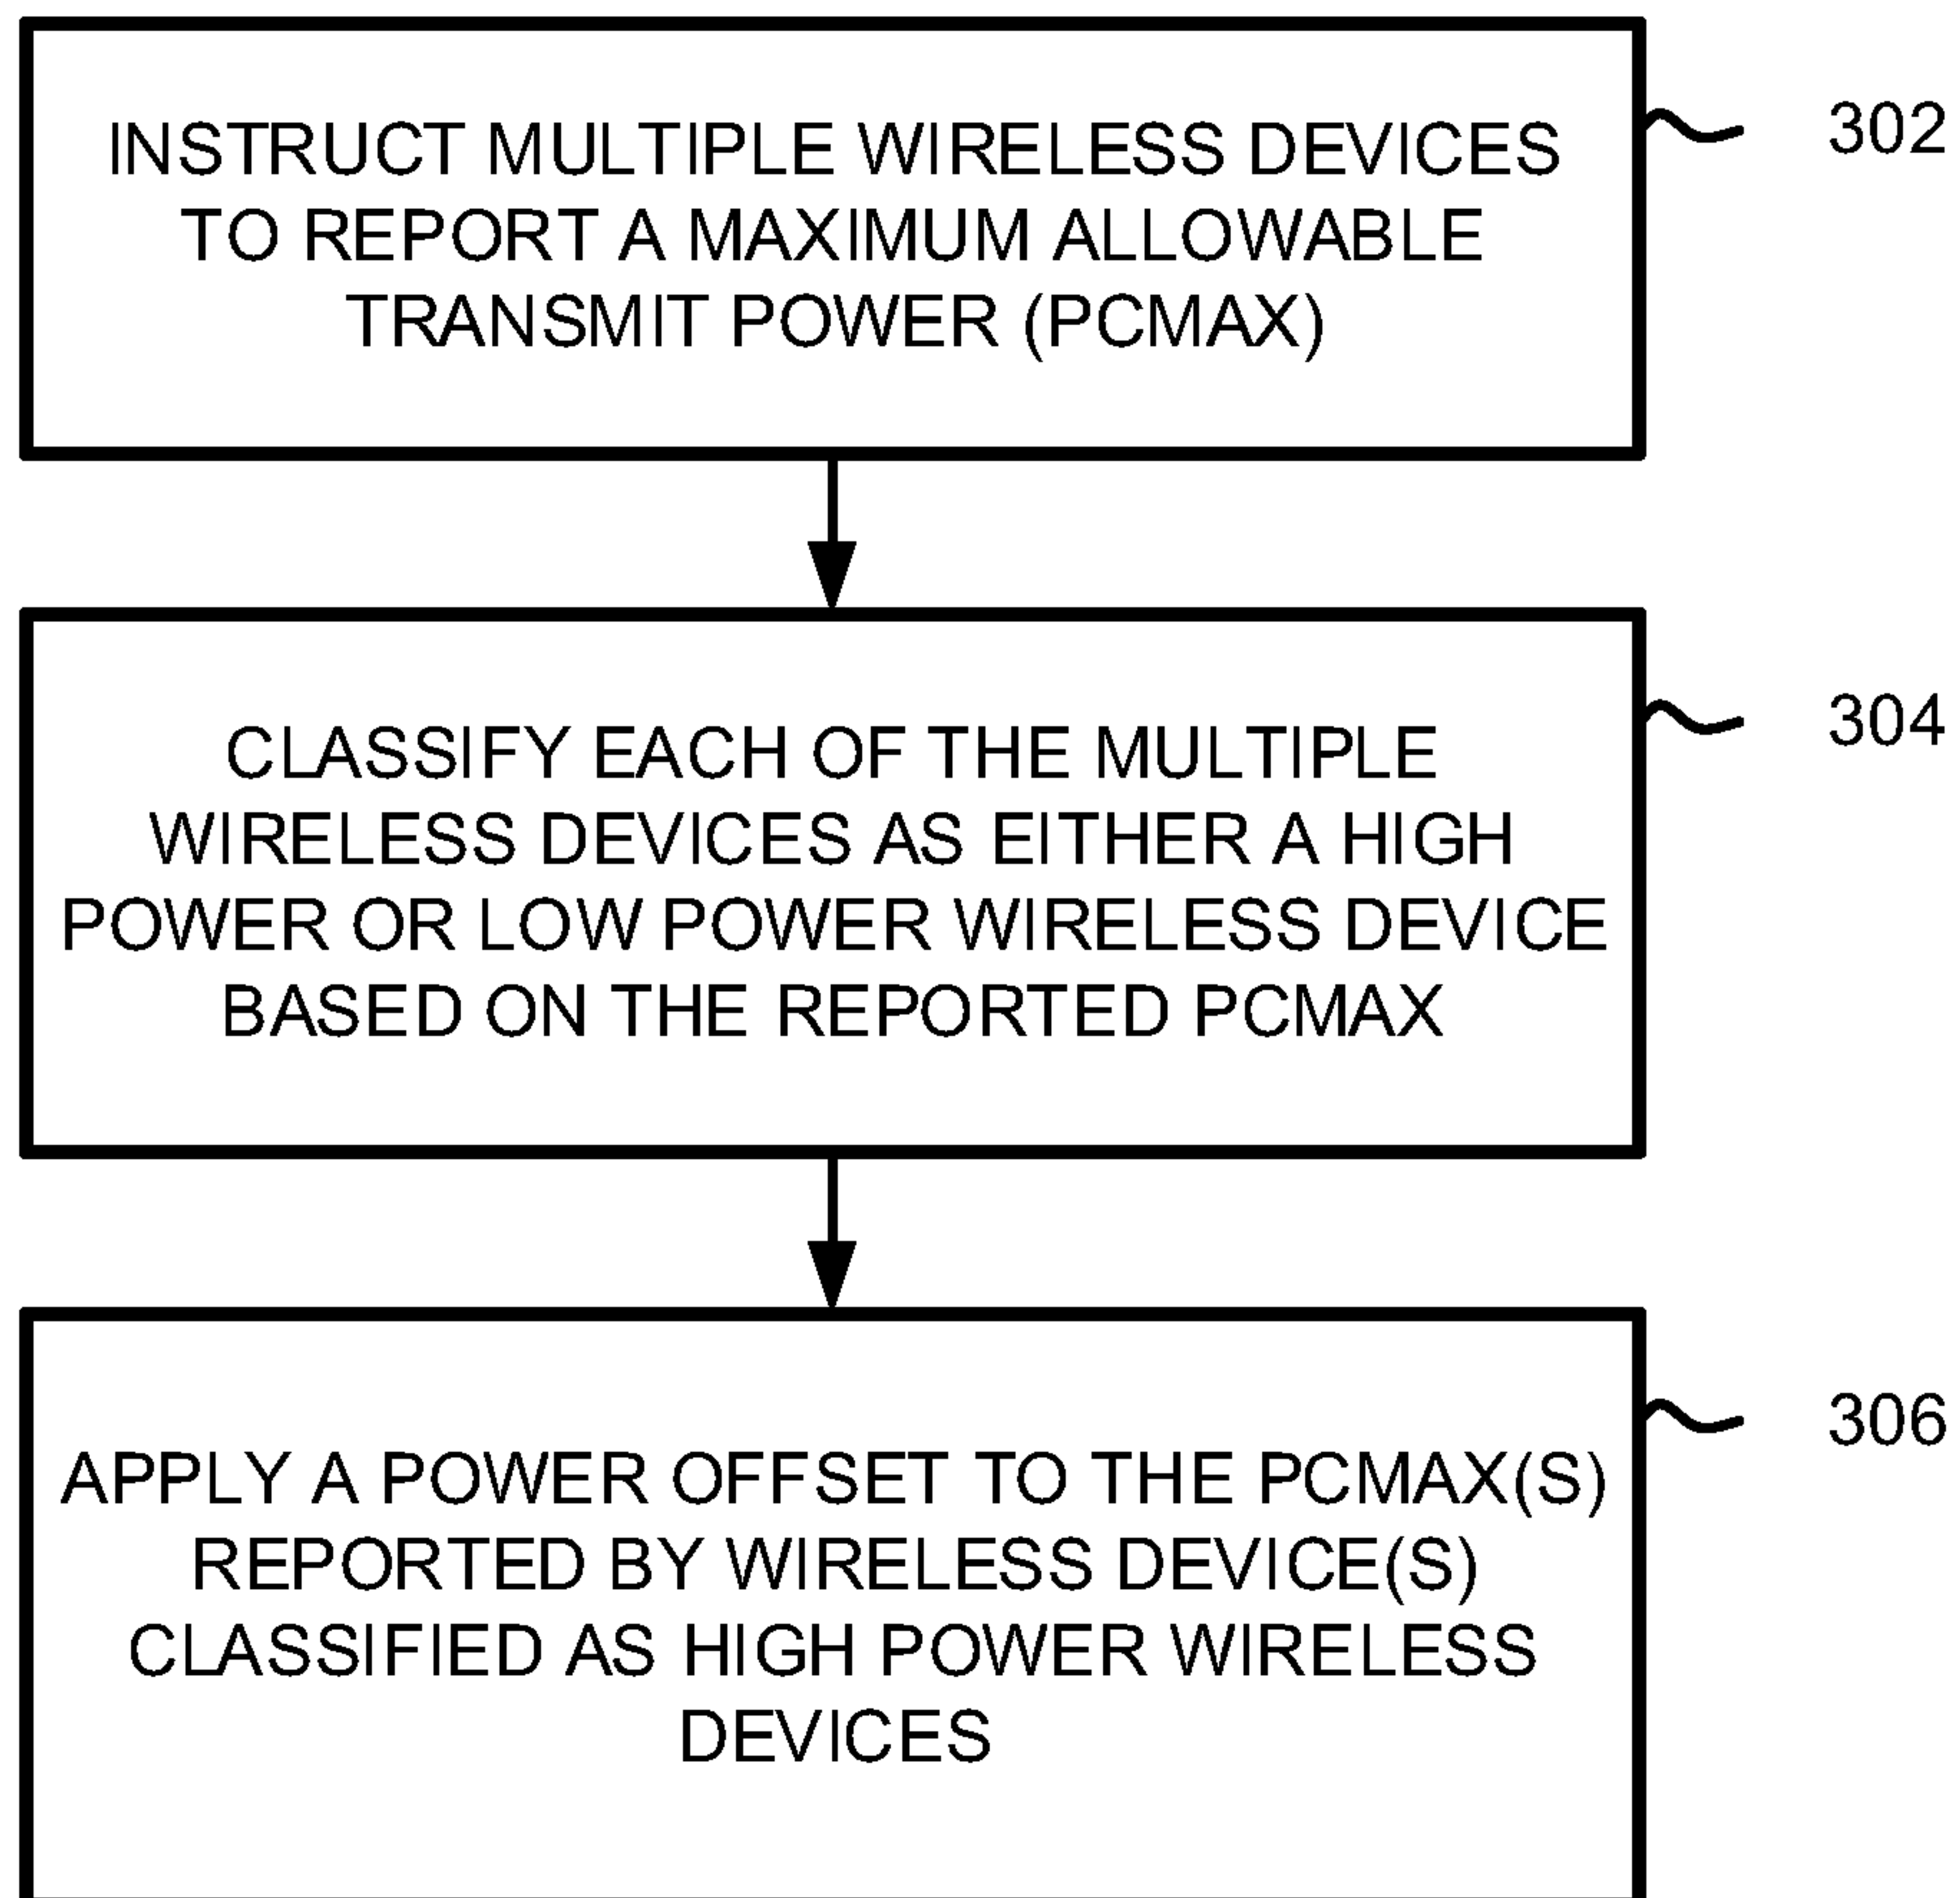 INSTRUCT MULTIPLE WIRELESS DEVICES
TO REPORT A MAXIMUM ALLOWABLE
TRANSMIT POWER (PCMAX)
302
CLASSIFY EACH OF THE MULTIPLE
WIRELESS DEVICES AS EITHER A HIGH
POWER OR LOW POWER WIRELESS DEVICE
BASED ON THE REPORTED PCMAX
304
APPLY A POWER OFFSET TO THE PCMAX(S)
REPORTED BY WIRELESS DEVICE(S)
CLASSIFIED AS HIGH POWER WIRELESS
DEVICES
306